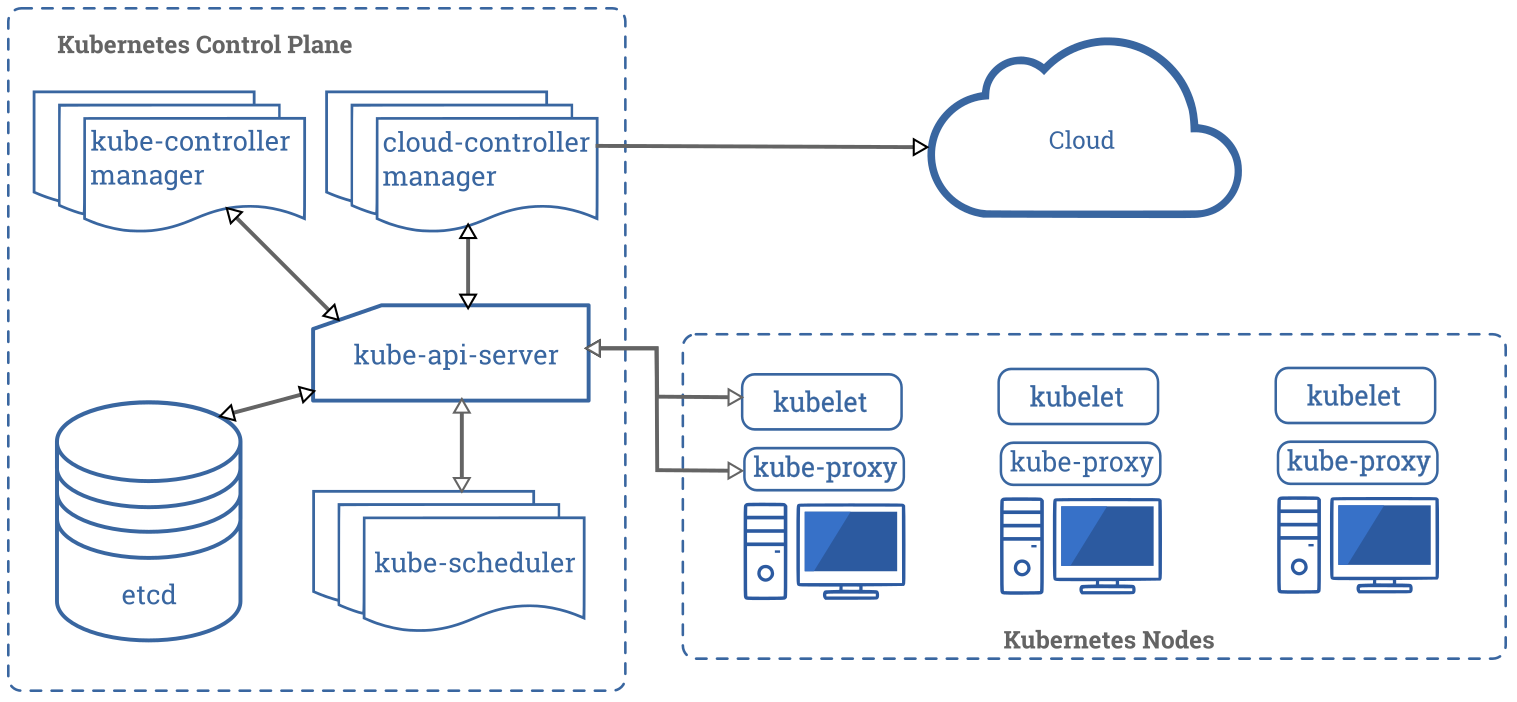 Kubernetes Control Plane
kube-controller
manager
cloud-controller
manager
Cloud
kube-api-server
etcd
kube-scheduler
kubelet
kubelet
kubelet
kube-proxy
kube-proxy
kube-proxy
Kubernetes Nodes